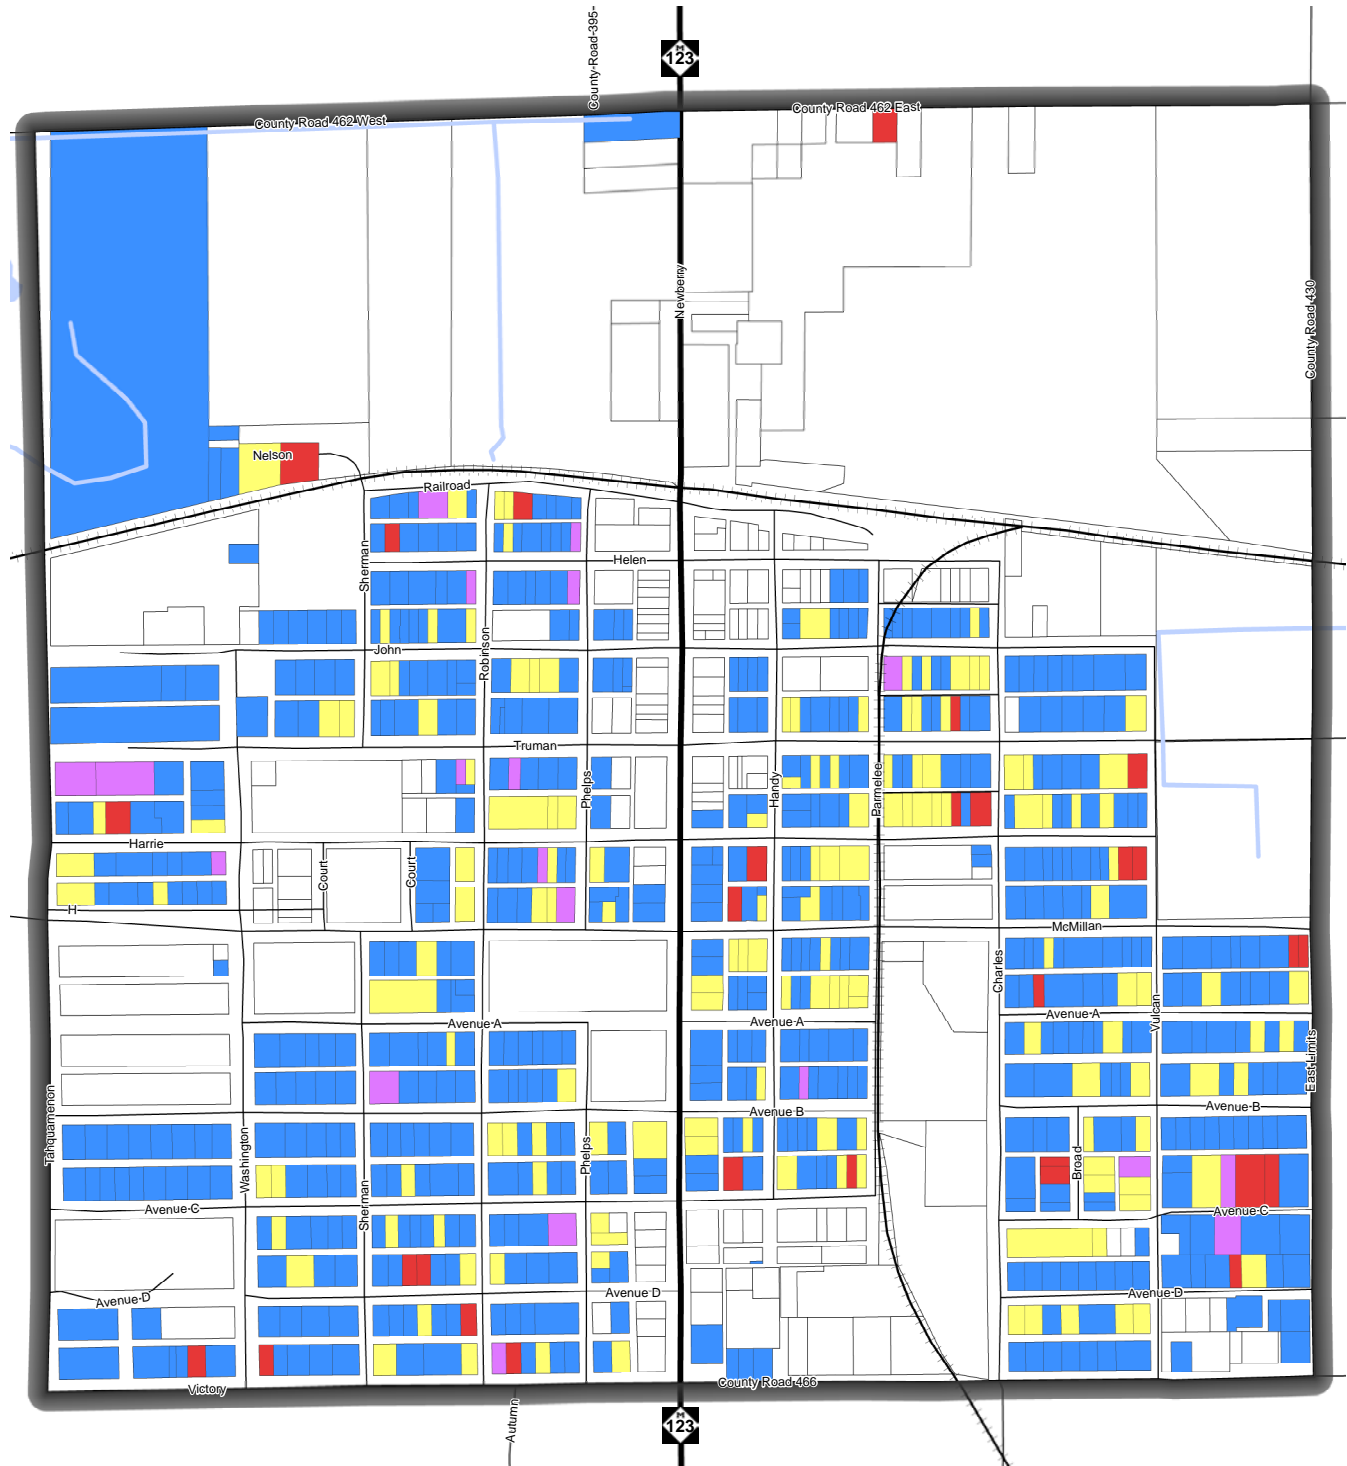 County-Road-395-
M
123
County Road 462 West
County Road 462 East
Newberry
County Road 430
Nelson
Railroad
Sherman
Helen
Robinson
John
Truman
Phelps
Handy
Parmelee
Harrie
Court
Court
H
McMillan
Charles
Vulcan
Avenue A
Avenue A
Avenue A
East Limits
Tahquamenon
Washington
Avenue B
Avenue B
Phelps
Broad
Sherman
Avenue C
Avenue C
Avenue D
Avenue D
Avenue D
Victory
County Road 466
Autumn
M
123